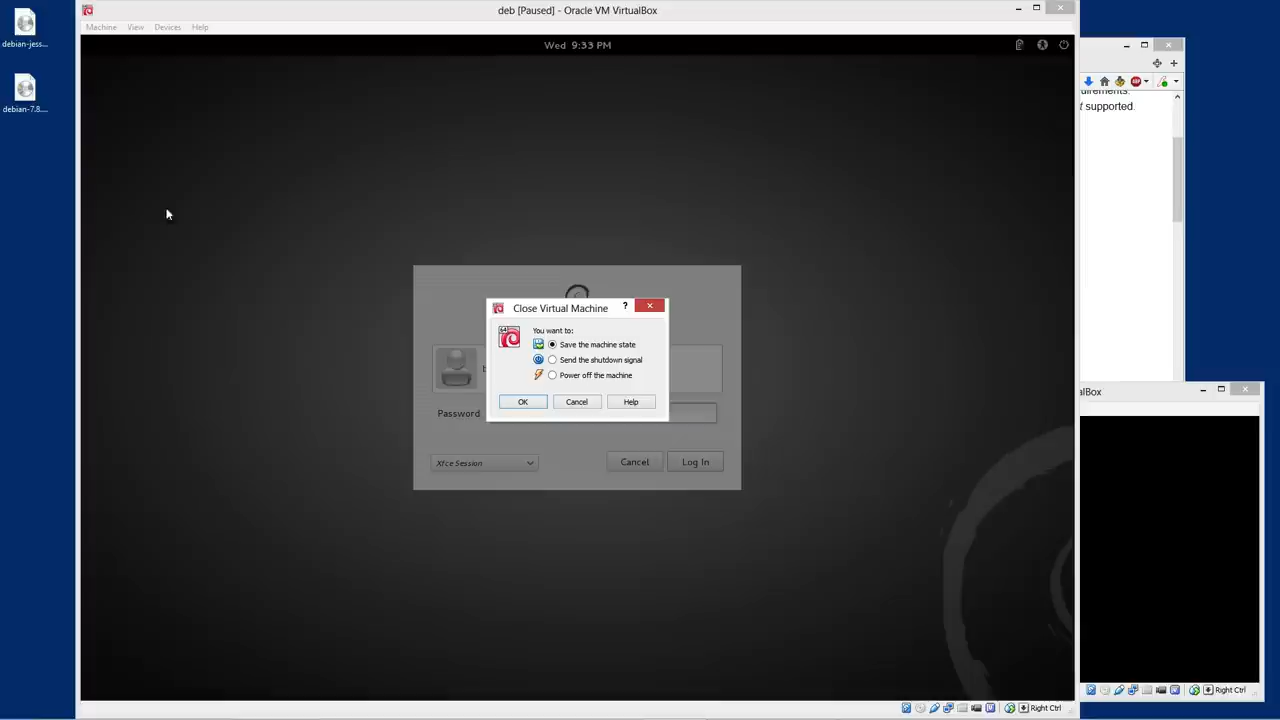 debian-jess...
debian-7.8....
deb [Paused] - Oracle VM VirtualBox
Machine View Devices Help
Wed 9:33 PM
supported.
Close Virtual Machine
?
64
You want to:
Save the machine state
Send the shutdown signal
Power off the machine
OK Cancel Help
Password
Xfce Session
Cancel Log In
ABP
Right Ctrl
Right Ctrl